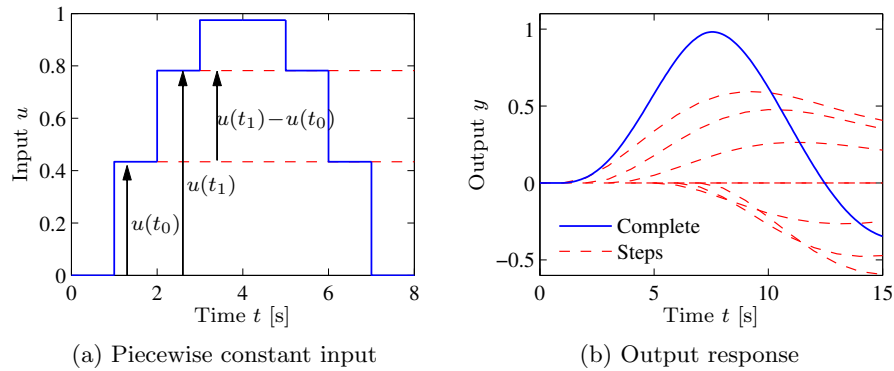 1
0.8
0.6
0.4
0.2
0
Input u
u(t₀)
u(t₁)
u(t₁)−u(t₀)
0 2 4 6 8
Time t [s]
(a) Piecewise constant input
1
0.5
0
−0.5
Output y
Complete
Steps
0 5 10 15
Time t [s]
(b) Output response